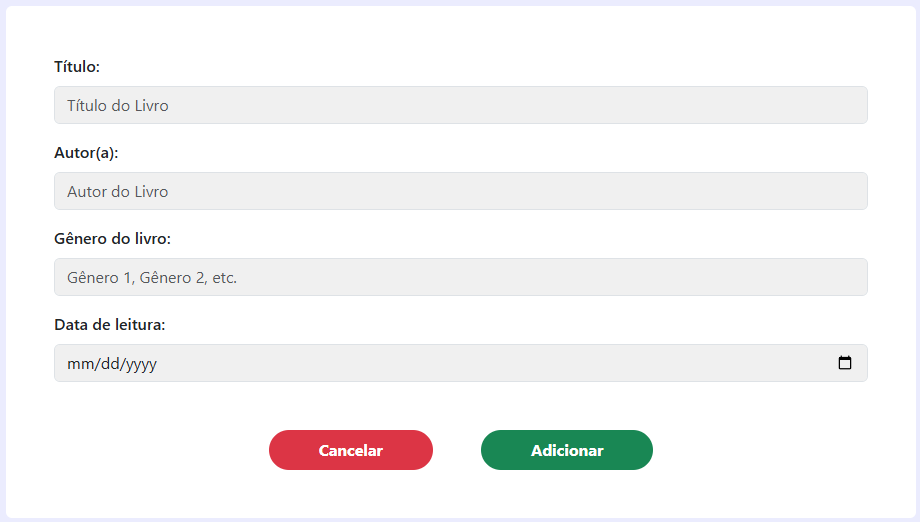 Título:
Título do Livro
Autor(a):
Autor do Livro
Gênero do livro:
Gênero 1, Gênero 2, etc.
Data de leitura:
mm/dd/yyyy
Cancelar Adicionar